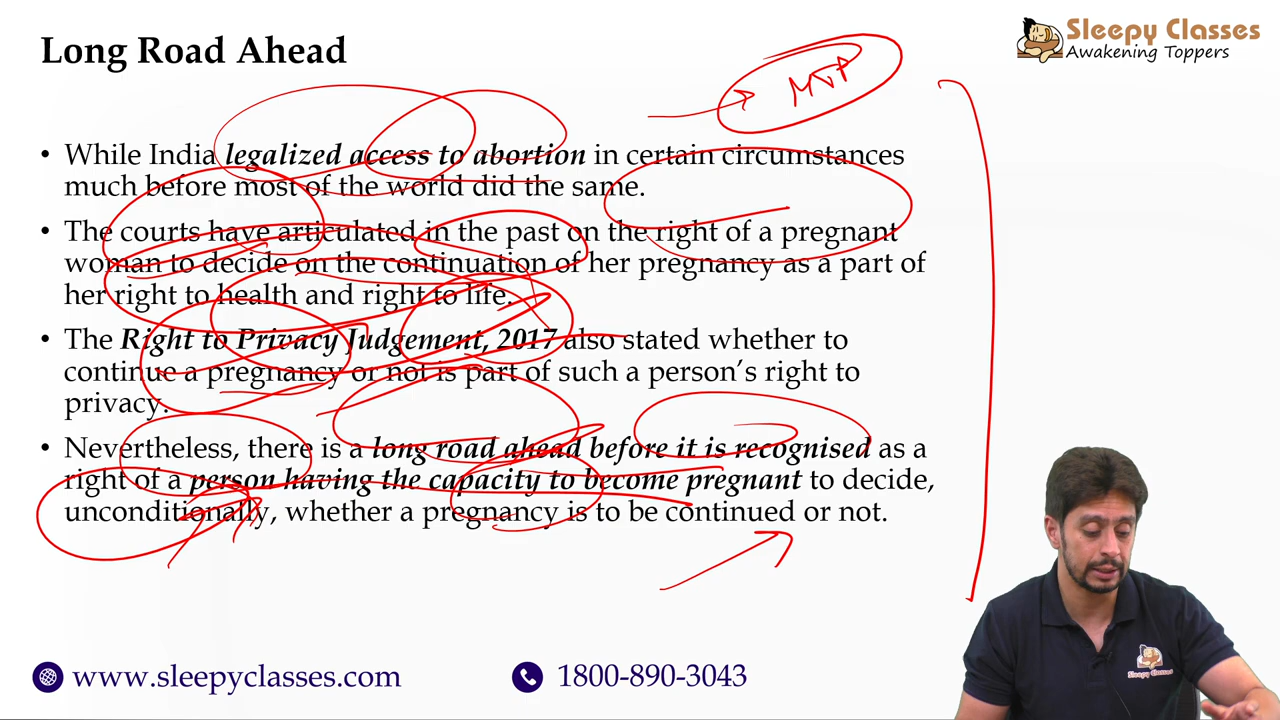 Long Road Ahead
Sleepy Classes
Awakening Toppers
MTP
• While India legalized access to abortion in certain circumstances
much before most of the world did the same.
• The courts have articulated in the past on the right of a pregnant
woman to decide on the continuation of her pregnancy as a part of
her right to health and right to life.
• The Right to Privacy Judgement, 2017 also stated whether to
continue a pregnancy or not is part of such a person's right to
privacy.
• Nevertheless, there is a long road ahead before it is recognised as a
right of a person having the capacity to become pregnant to decide,
unconditionally, whether a pregnancy is to be continued or not.
www.sleepyclasses.com
1800-890-3043
Sleepy Classes